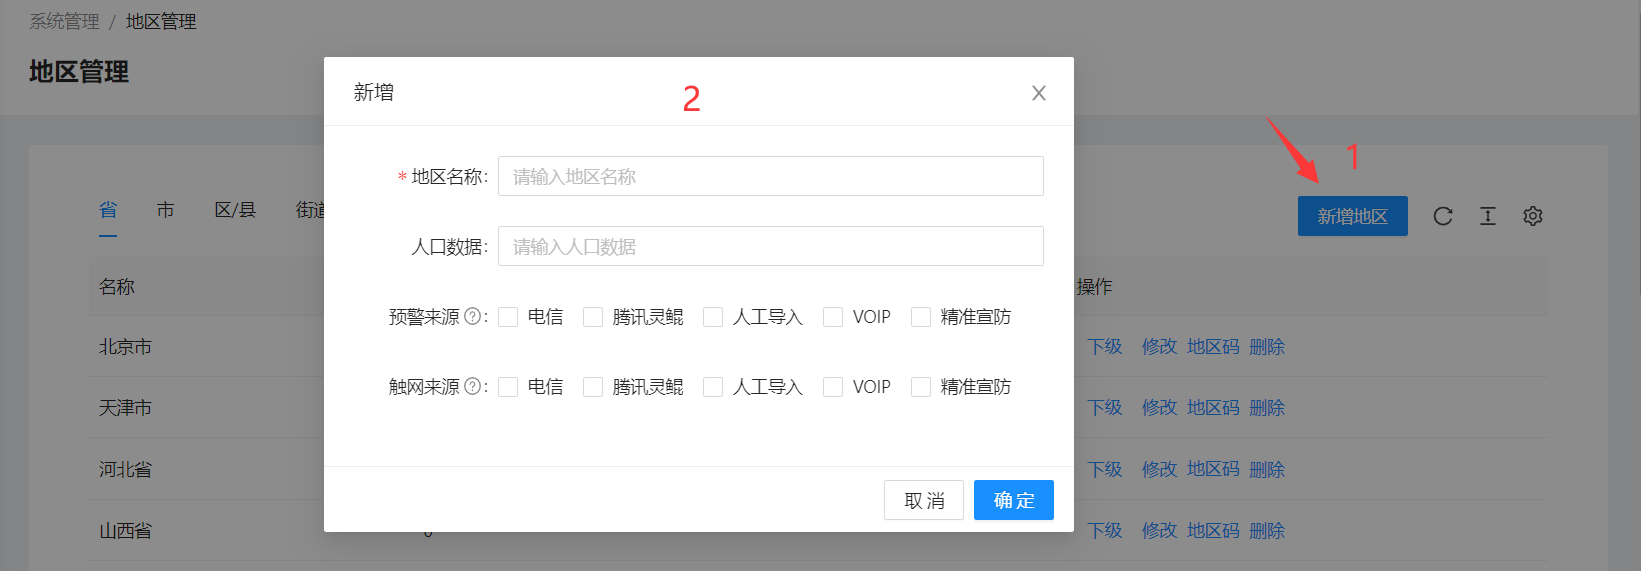 系统管理 / 地区管理
地区管理
新增
2
1
* 地区名称: 请输入地区名称
省 市 区/县 街道
新增地区
人口数据: 请输入人口数据
名称 操作
预警来源 ? : 电信 腾讯灵鲲 人工导入 VOIP 精准宣防
北京市 下级 修改 地区码 删除
触网来源 ? : 电信 腾讯灵鲲 人工导入 VOIP 精准宣防
天津市 下级 修改 地区码 删除
河北省 下级 修改 地区码 删除
取消 确定
山西省 下级 修改 地区码 删除